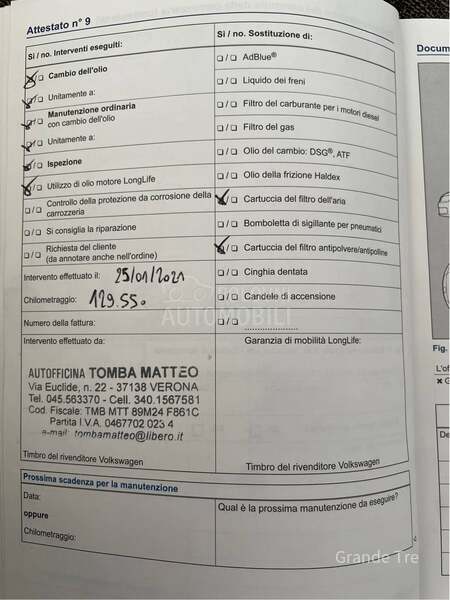 Attestato n° 9
Si / no. Interventi eseguiti:
☒/☐ Cambio dell'olio
☒/☐ Unitamente a:
☒/☐ Manutenzione ordinaria
con cambio dell'olio
☒/☐ Unitamente a:
☒/☐ Ispezione
☒/☐ Utilizzo di olio motore LongLife
☐/☐ Controllo della protezione da corrosione della
carrozzeria
☐/☐ Si consiglia la riparazione
☐/☐ Richiesta del cliente
(da annotare anche nell'ordine)
Intervento effettuato il: 25/01/2021
Chilometraggio: 129.550
Numero della fattura:
Intervento effettuato da:
AUTOFFICINA TOMBA MATTEO
Via Euclide, n. 22 - 37138 VERONA
Tel. 045.563370 - Cell. 340.1567581
Cod. Fiscale: TMB MTT 89M24 F861C
Partita I.V.A. 0467702 023 4
e-mail: tombamatteo@libero.it
Timbro del rivenditore Volkswagen
Si / no. Sostituzione di:
☐/☐ AdBlue®
☐/☐ Liquido dei freni
☐/☐ Filtro del carburante per i motori diesel
☐/☐ Filtro del gas
☐/☐ Olio del cambio: DSG®, ATF
☐/☐ Olio della frizione Haldex
☒/☐ Cartuccia del filtro dell'aria
☐/☐ Bomboletta di sigillante per pneumatici
☒/☐ Cartuccia del filtro antipolvere/antipolline
☐/☐ Cinghia dentata
☐/☐ Candele di accensione
☐/☐ ....................
Garanzia di mobilità LongLife:
Timbro del rivenditore Volkswagen
Prossima scadenza per la manutenzione
Data:
oppure
Chilometraggio:
Qual è la prossima manutenzione da eseguire?
Docum
Fig.
L'of
De
AUTOMOBILI
Grande Tre